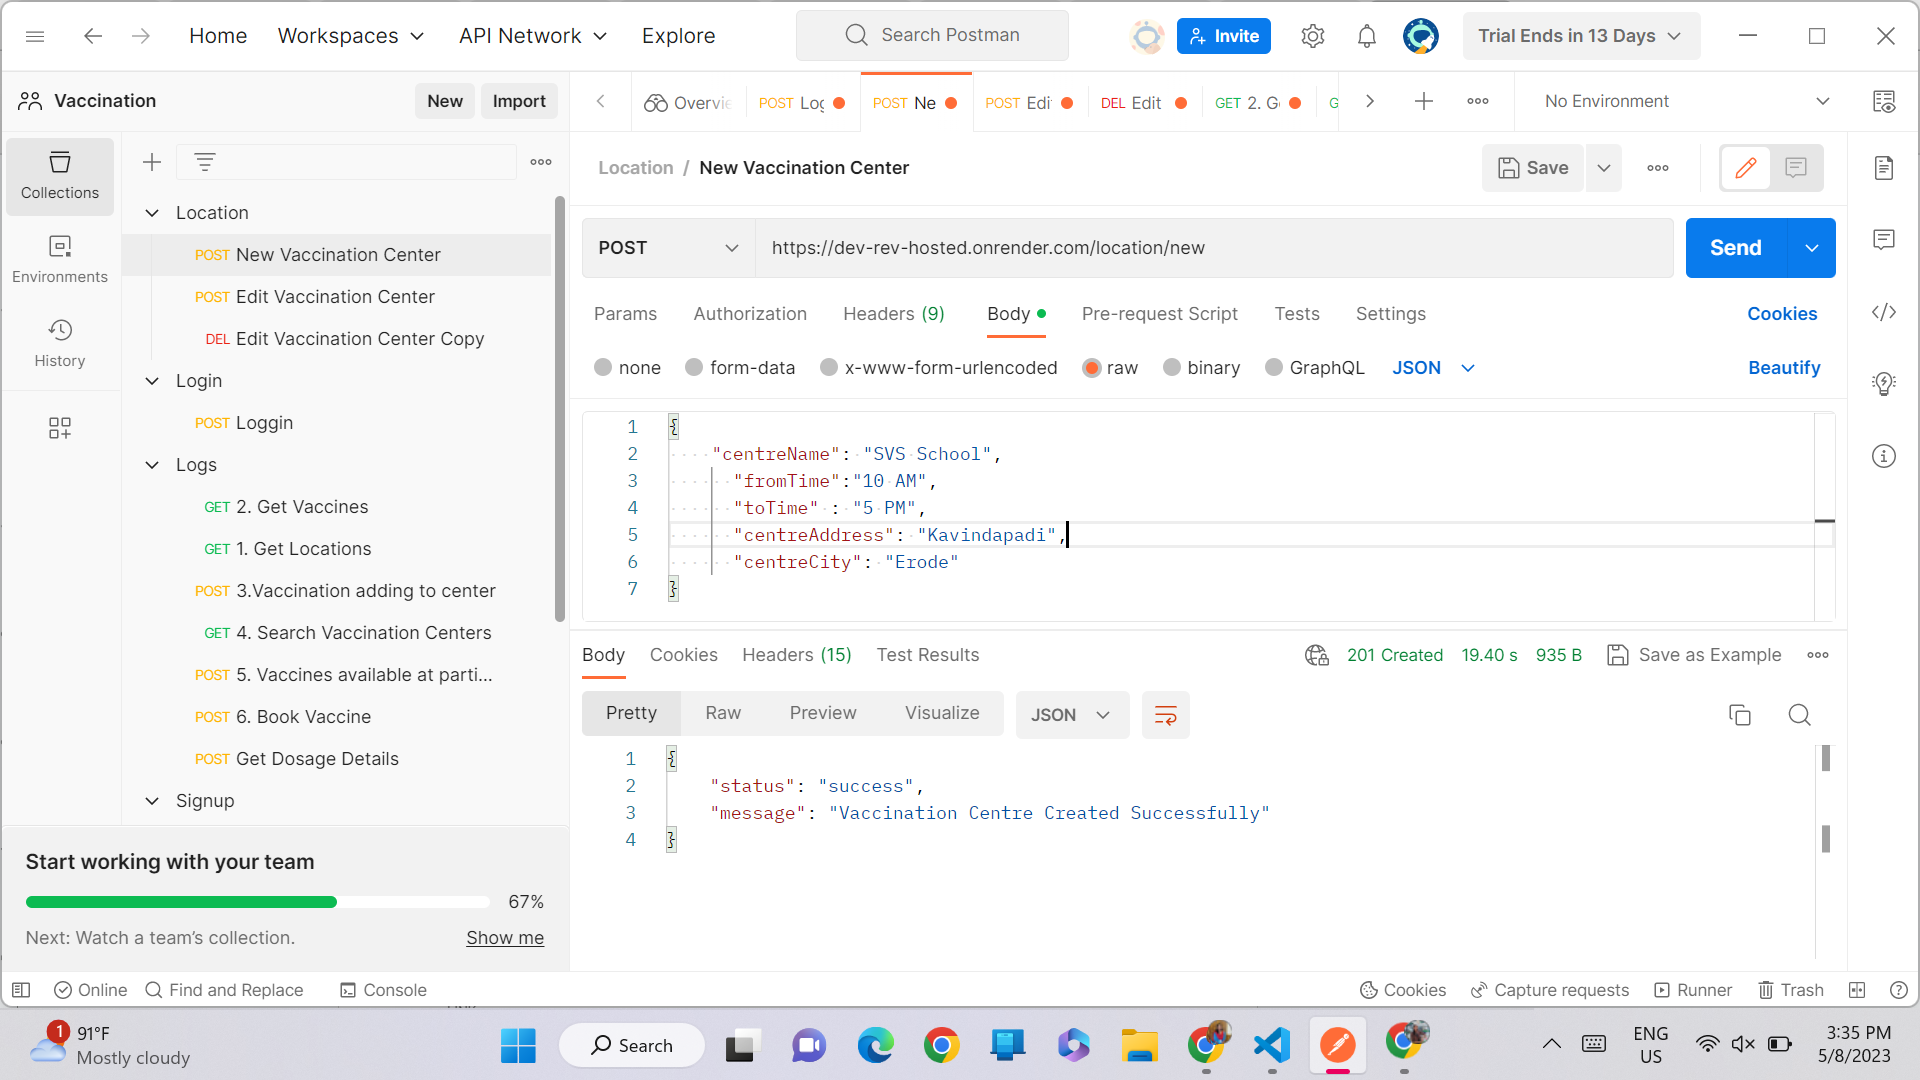 Home Workspaces API Network Explore Search Postman Invite Trial Ends in 13 Days
Vaccination New Import Overvie POST Log POST Ne POST Edit DEL Edit GET 2. G No Environment
Collections
Environments
History
Location
POST New Vaccination Center
POST Edit Vaccination Center
DEL Edit Vaccination Center Copy
Login
POST Loggin
Logs
GET 2. Get Vaccines
GET 1. Get Locations
POST 3.Vaccination adding to center
GET 4. Search Vaccination Centers
POST 5. Vaccines available at parti...
POST 6. Book Vaccine
POST Get Dosage Details
Signup
Start working with your team
67%
Next: Watch a team's collection. Show me
Location / New Vaccination Center Save
POST https://dev-rev-hosted.onrender.com/location/new Send
Params Authorization Headers (9) Body Pre-request Script Tests Settings Cookies
none form-data x-www-form-urlencoded raw binary GraphQL JSON Beautify
1 {
2 "centreName": "SVS School",
3 "fromTime":"10 AM",
4 "toTime" : "5 PM",
5 "centreAddress": "Kavindapadi",
6 "centreCity": "Erode"
7 }
Body Cookies Headers (15) Test Results 201 Created 19.40 s 935 B Save as Example
Pretty Raw Preview Visualize JSON
1 {
2 "status": "success",
3 "message": "Vaccination Centre Created Successfully"
4 }
Online Find and Replace Console Cookies Capture requests Runner Trash
1 91°F
Mostly cloudy
Search
ENG
US
3:35 PM
5/8/2023